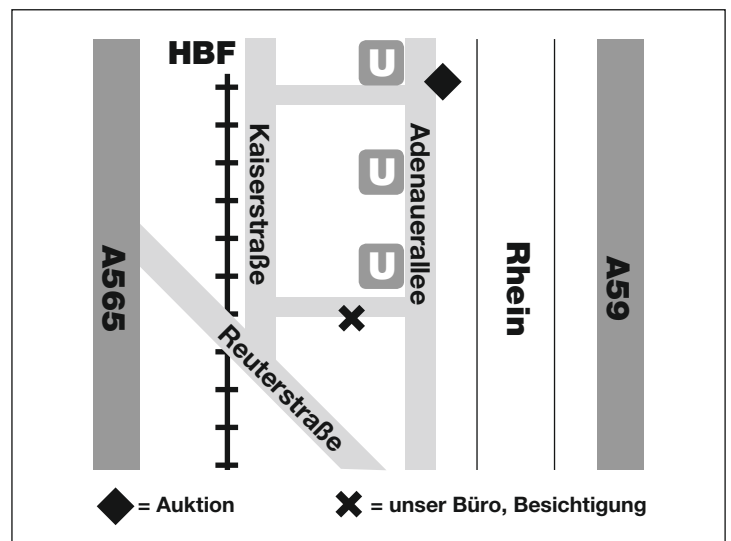 HBF
U
Kaiserstraße
Adenauerallee
U
U
A565
Rhein
A59
Reuterstraße
= Auktion
= unser Büro, Besichtigung